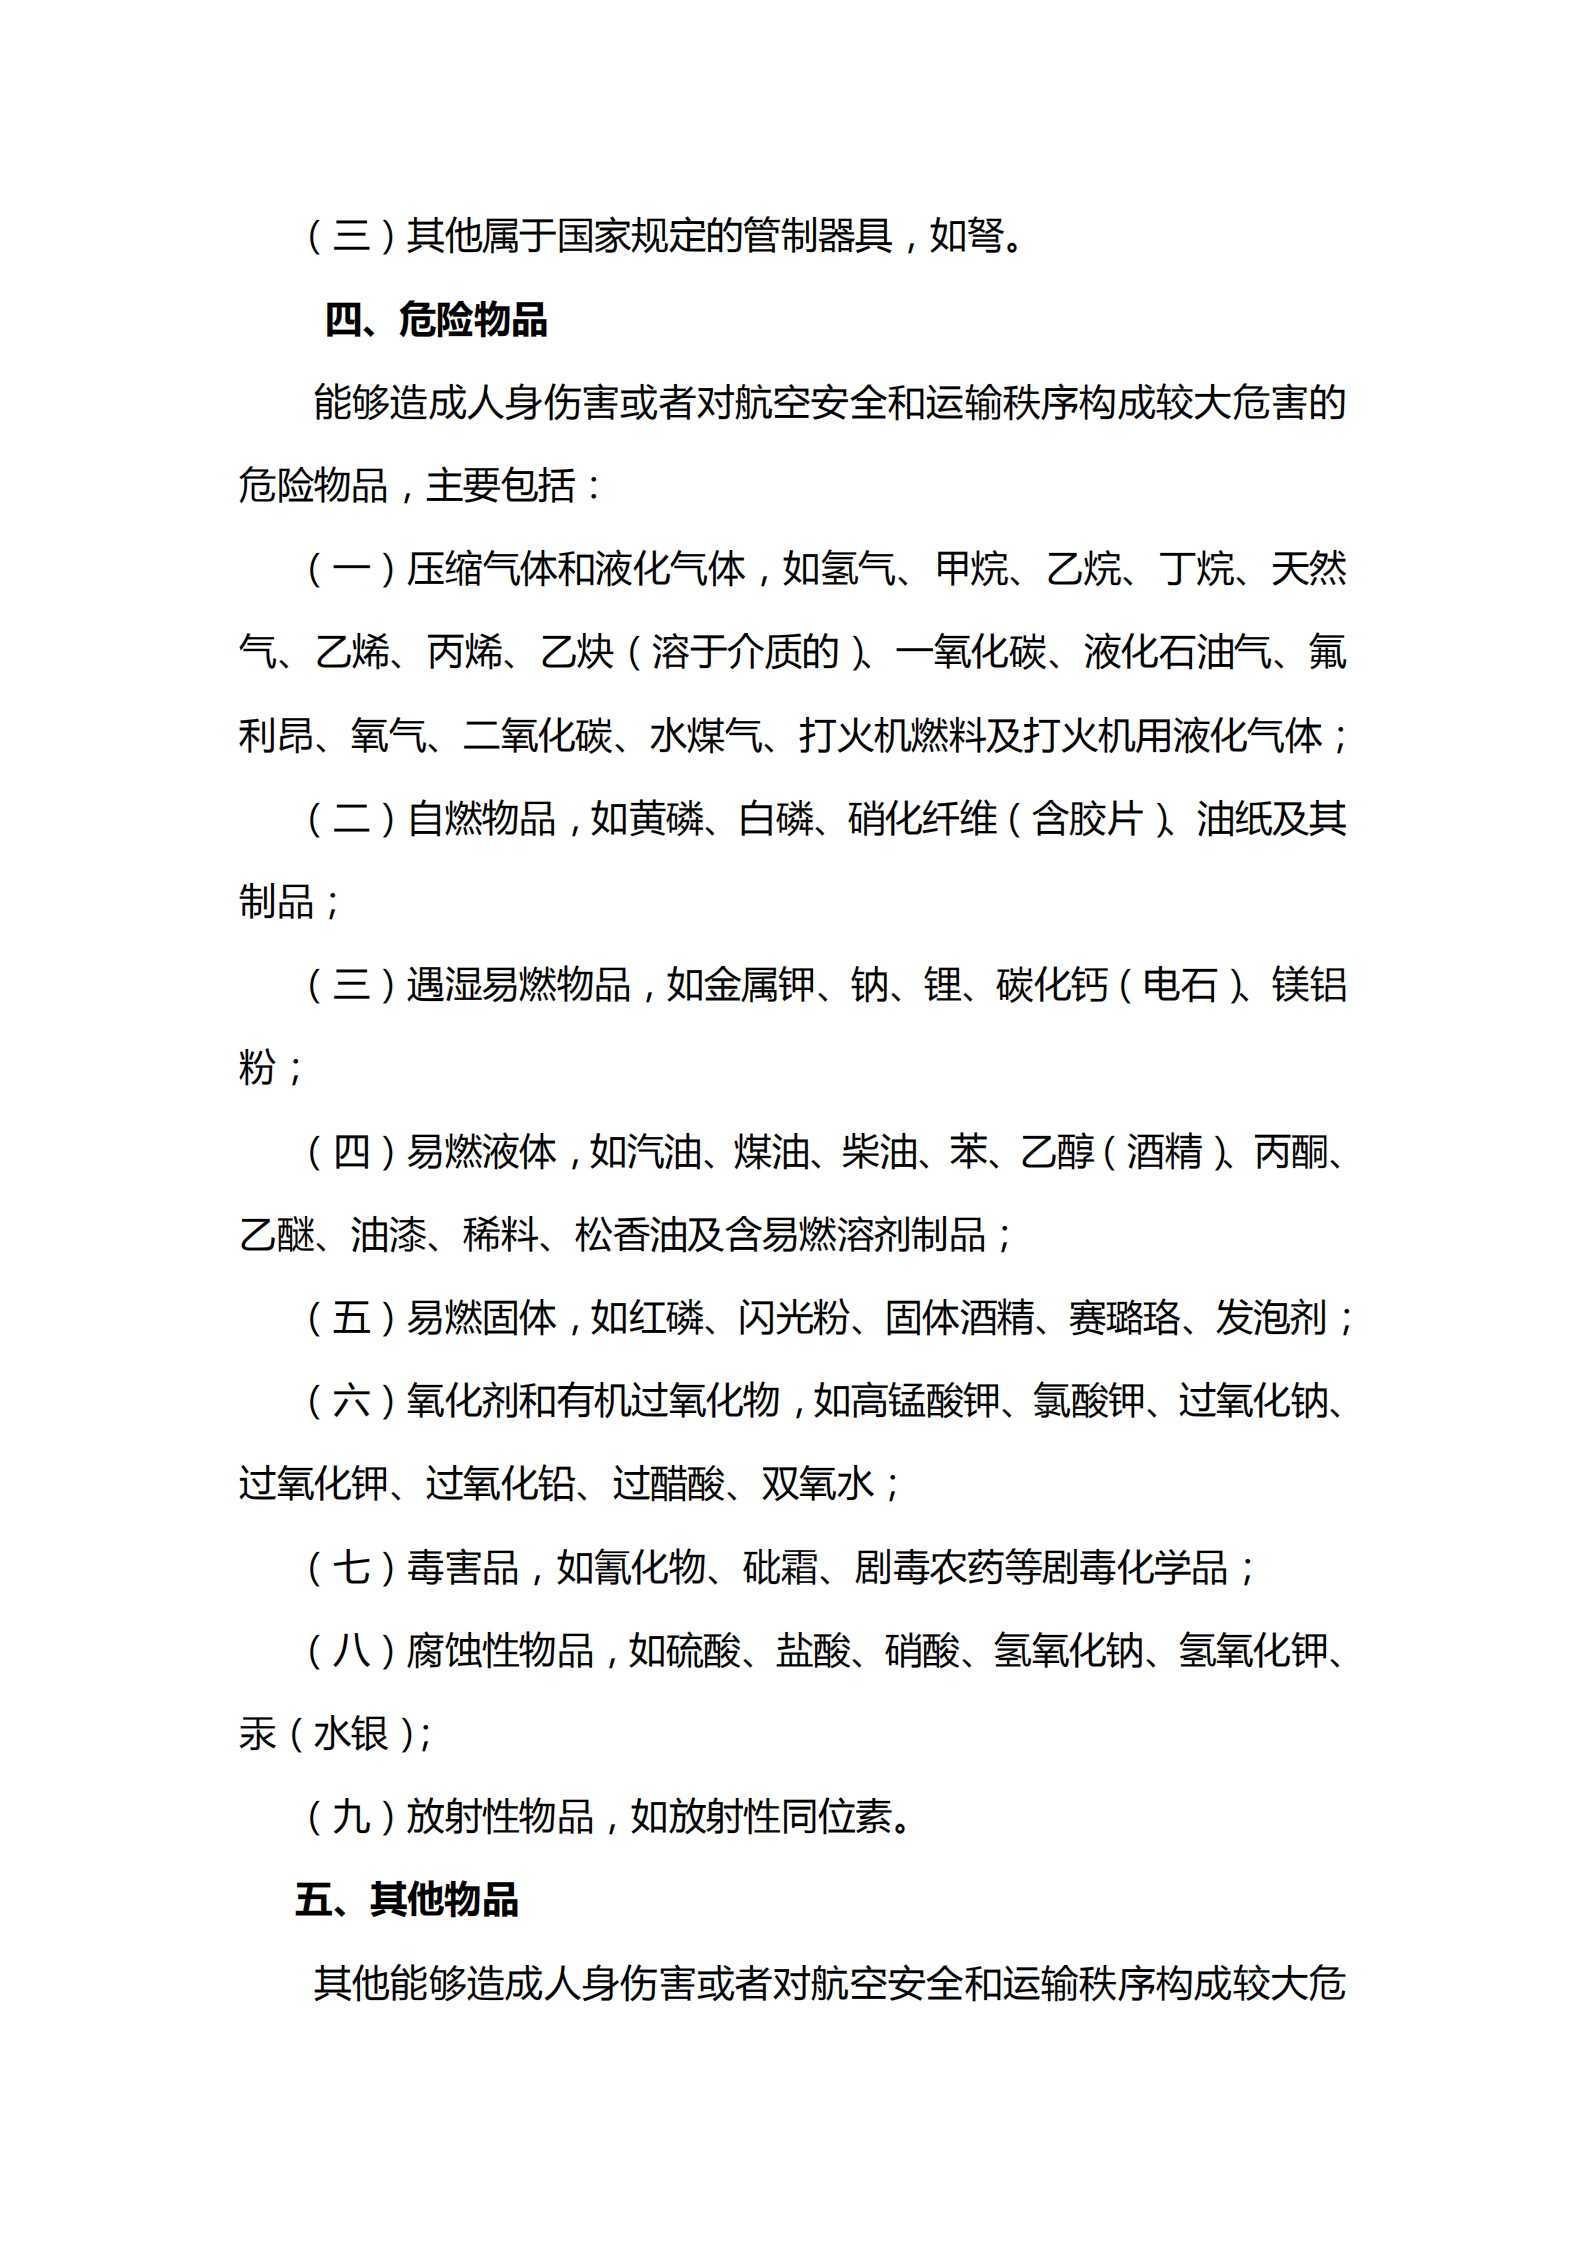 （三）其他属于国家规定的管制器具，如弩。
四、危险物品
能够造成人身伤害或者对航空安全和运输秩序构成较大危害的
危险物品，主要包括：
（一）压缩气体和液化气体，如氢气、甲烷、乙烷、丁烷、天然
气、乙烯、丙烯、乙炔（溶于介质的）、一氧化碳、液化石油气、氟
利昂、氧气、二氧化碳、水煤气、打火机燃料及打火机用液化气体；
（二）自燃物品，如黄磷、白磷、硝化纤维（含胶片）、油纸及其
制品；
（三）遇湿易燃物品，如金属钾、钠、锂、碳化钙（电石）、镁铝
粉；
（四）易燃液体，如汽油、煤油、柴油、苯、乙醇（酒精）、丙酮、
乙醚、油漆、稀料、松香油及含易燃溶剂制品；
（五）易燃固体，如红磷、闪光粉、固体酒精、赛璐珞、发泡剂；
（六）氧化剂和有机过氧化物，如高锰酸钾、氯酸钾、过氧化钠、
过氧化钾、过氧化铅、过醋酸、双氧水；
（七）毒害品，如氰化物、砒霜、剧毒农药等剧毒化学品；
（八）腐蚀性物品，如硫酸、盐酸、硝酸、氢氧化钠、氢氧化钾、
汞（水银）；
（九）放射性物品，如放射性同位素。
五、其他物品
其他能够造成人身伤害或者对航空安全和运输秩序构成较大危